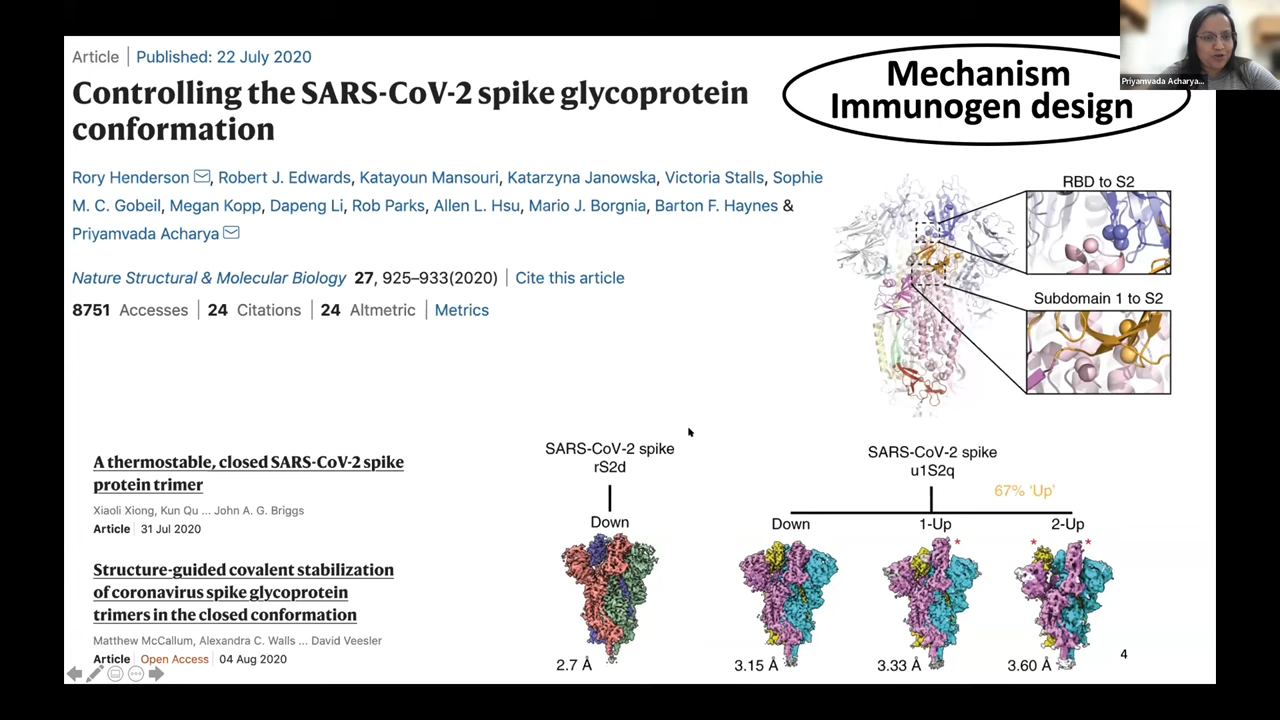 Article | Published: 22 July 2020
Controlling the SARS-CoV-2 spike glycoprotein
conformation
Rory Henderson, Robert J. Edwards, Katayoun Mansouri, Katarzyna Janowska, Victoria Stalls, Sophie
M. C. Gobeil, Megan Kopp, Dapeng Li, Rob Parks, Allen L. Hsu, Mario J. Borgnia, Barton F. Haynes &
Priyamvada Acharya
Nature Structural & Molecular Biology 27, 925–933(2020) | Cite this article
8751 Accesses | 24 Citations | 24 Altmetric | Metrics
Mechanism
Immunogen design
Priyamvada Acharya...
RBD to S2
Subdomain 1 to S2
A thermostable, closed SARS-CoV-2 spike
protein trimer
Xiaoli Xiong, Kun Qu ... John A. G. Briggs
Article | 31 Jul 2020
Structure-guided covalent stabilization
of coronavirus spike glycoprotein
trimers in the closed conformation
Matthew McCallum, Alexandra C. Walls ... David Veesler
Article | Open Access | 04 Aug 2020
SARS-CoV-2 spike
rS2d
Down
2.7 Å
SARS-CoV-2 spike
u1S2q
67% ‘Up’
Down
1-Up
2-Up
* * *
3.15 Å
3.33 Å
3.60 Å
4